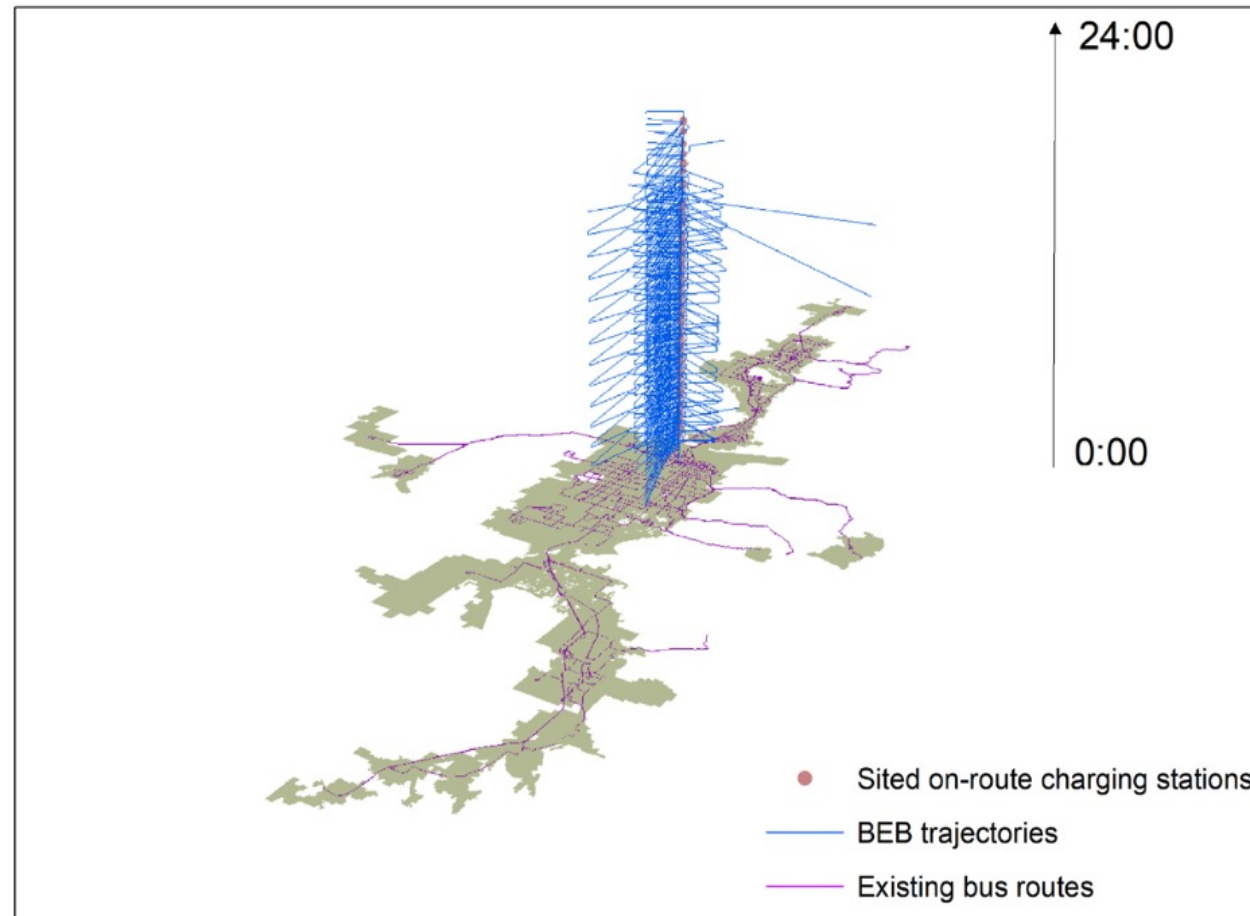 24:00
0:00
Sited on-route charging stations
BEB trajectories
Existing bus routes